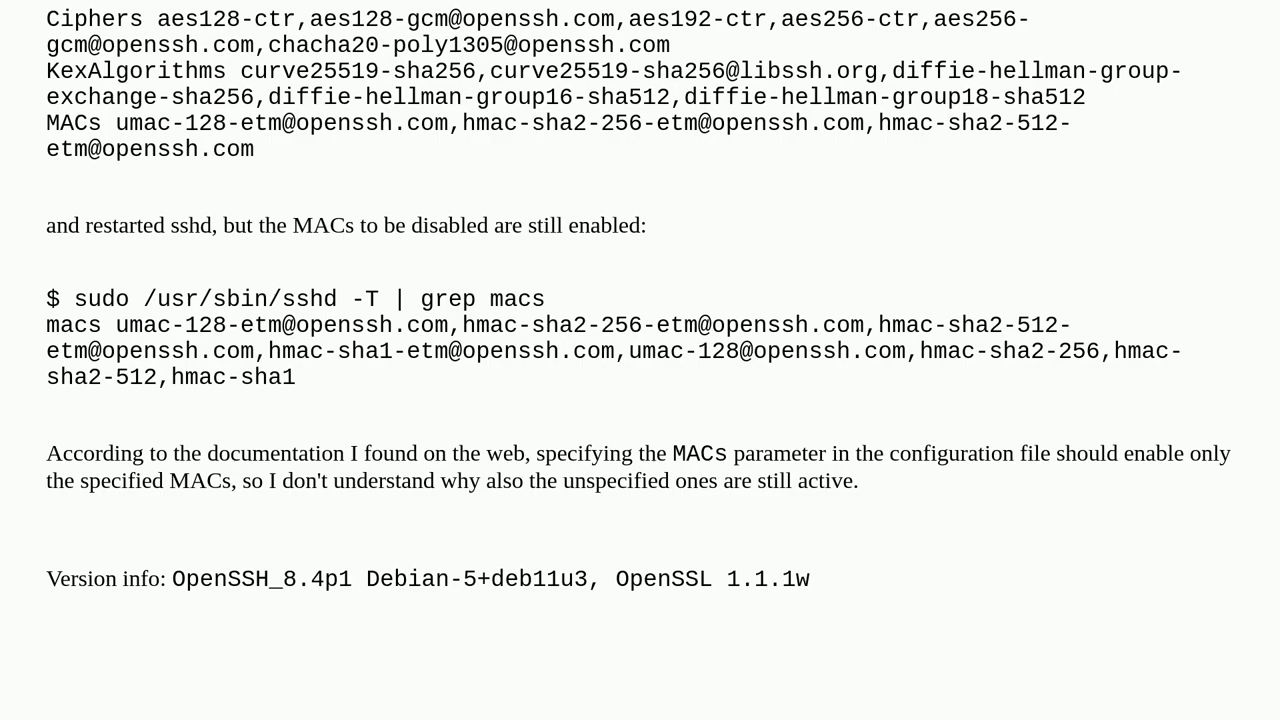 Ciphers aes128-ctr,aes128-gcm@openssh.com,aes192-ctr,aes256-ctr,aes256-
gcm@openssh.com,chacha20-poly1305@openssh.com
KexAlgorithms curve25519-sha256,curve25519-sha256@libssh.org,diffie-hellman-group-
exchange-sha256,diffie-hellman-group16-sha512,diffie-hellman-group18-sha512
MACs umac-128-etm@openssh.com,hmac-sha2-256-etm@openssh.com,hmac-sha2-512-
etm@openssh.com
and restarted sshd, but the MACs to be disabled are still enabled:
$ sudo /usr/sbin/sshd -T | grep macs
macs umac-128-etm@openssh.com,hmac-sha2-256-etm@openssh.com,hmac-sha2-512-
etm@openssh.com,hmac-sha1-etm@openssh.com,umac-128@openssh.com,hmac-sha2-256,hmac-
sha2-512,hmac-sha1
According to the documentation I found on the web, specifying the MACs parameter in the configuration file should enable only
the specified MACs, so I don't understand why also the unspecified ones are still active.
Version info: OpenSSH_8.4p1 Debian-5+deb11u3, OpenSSL 1.1.1w